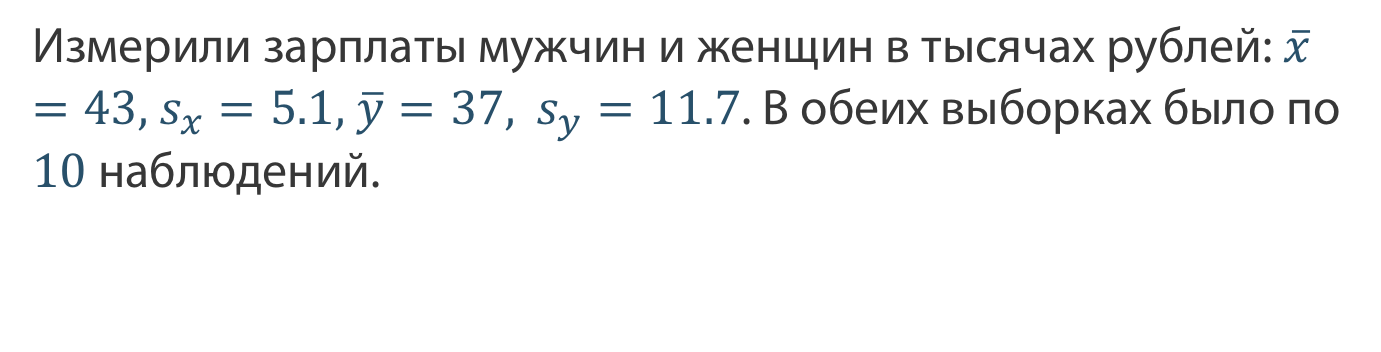 Измерили зарплаты мужчин и женщин в тысячах рублей: x̄
= 43, sₓ = 5.1, ȳ = 37, s_y = 11.7. В обеих выборках было по
10 наблюдений.